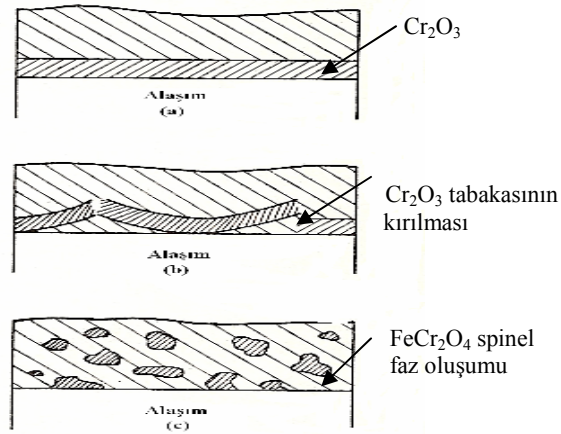 Cr₂O₃
Alaşım
(a)
Cr₂O₃ tabakasının
kırılması
Alaşım
(b)
FeCr₂O₄ spinel
faz oluşumu
Alaşım
(c)